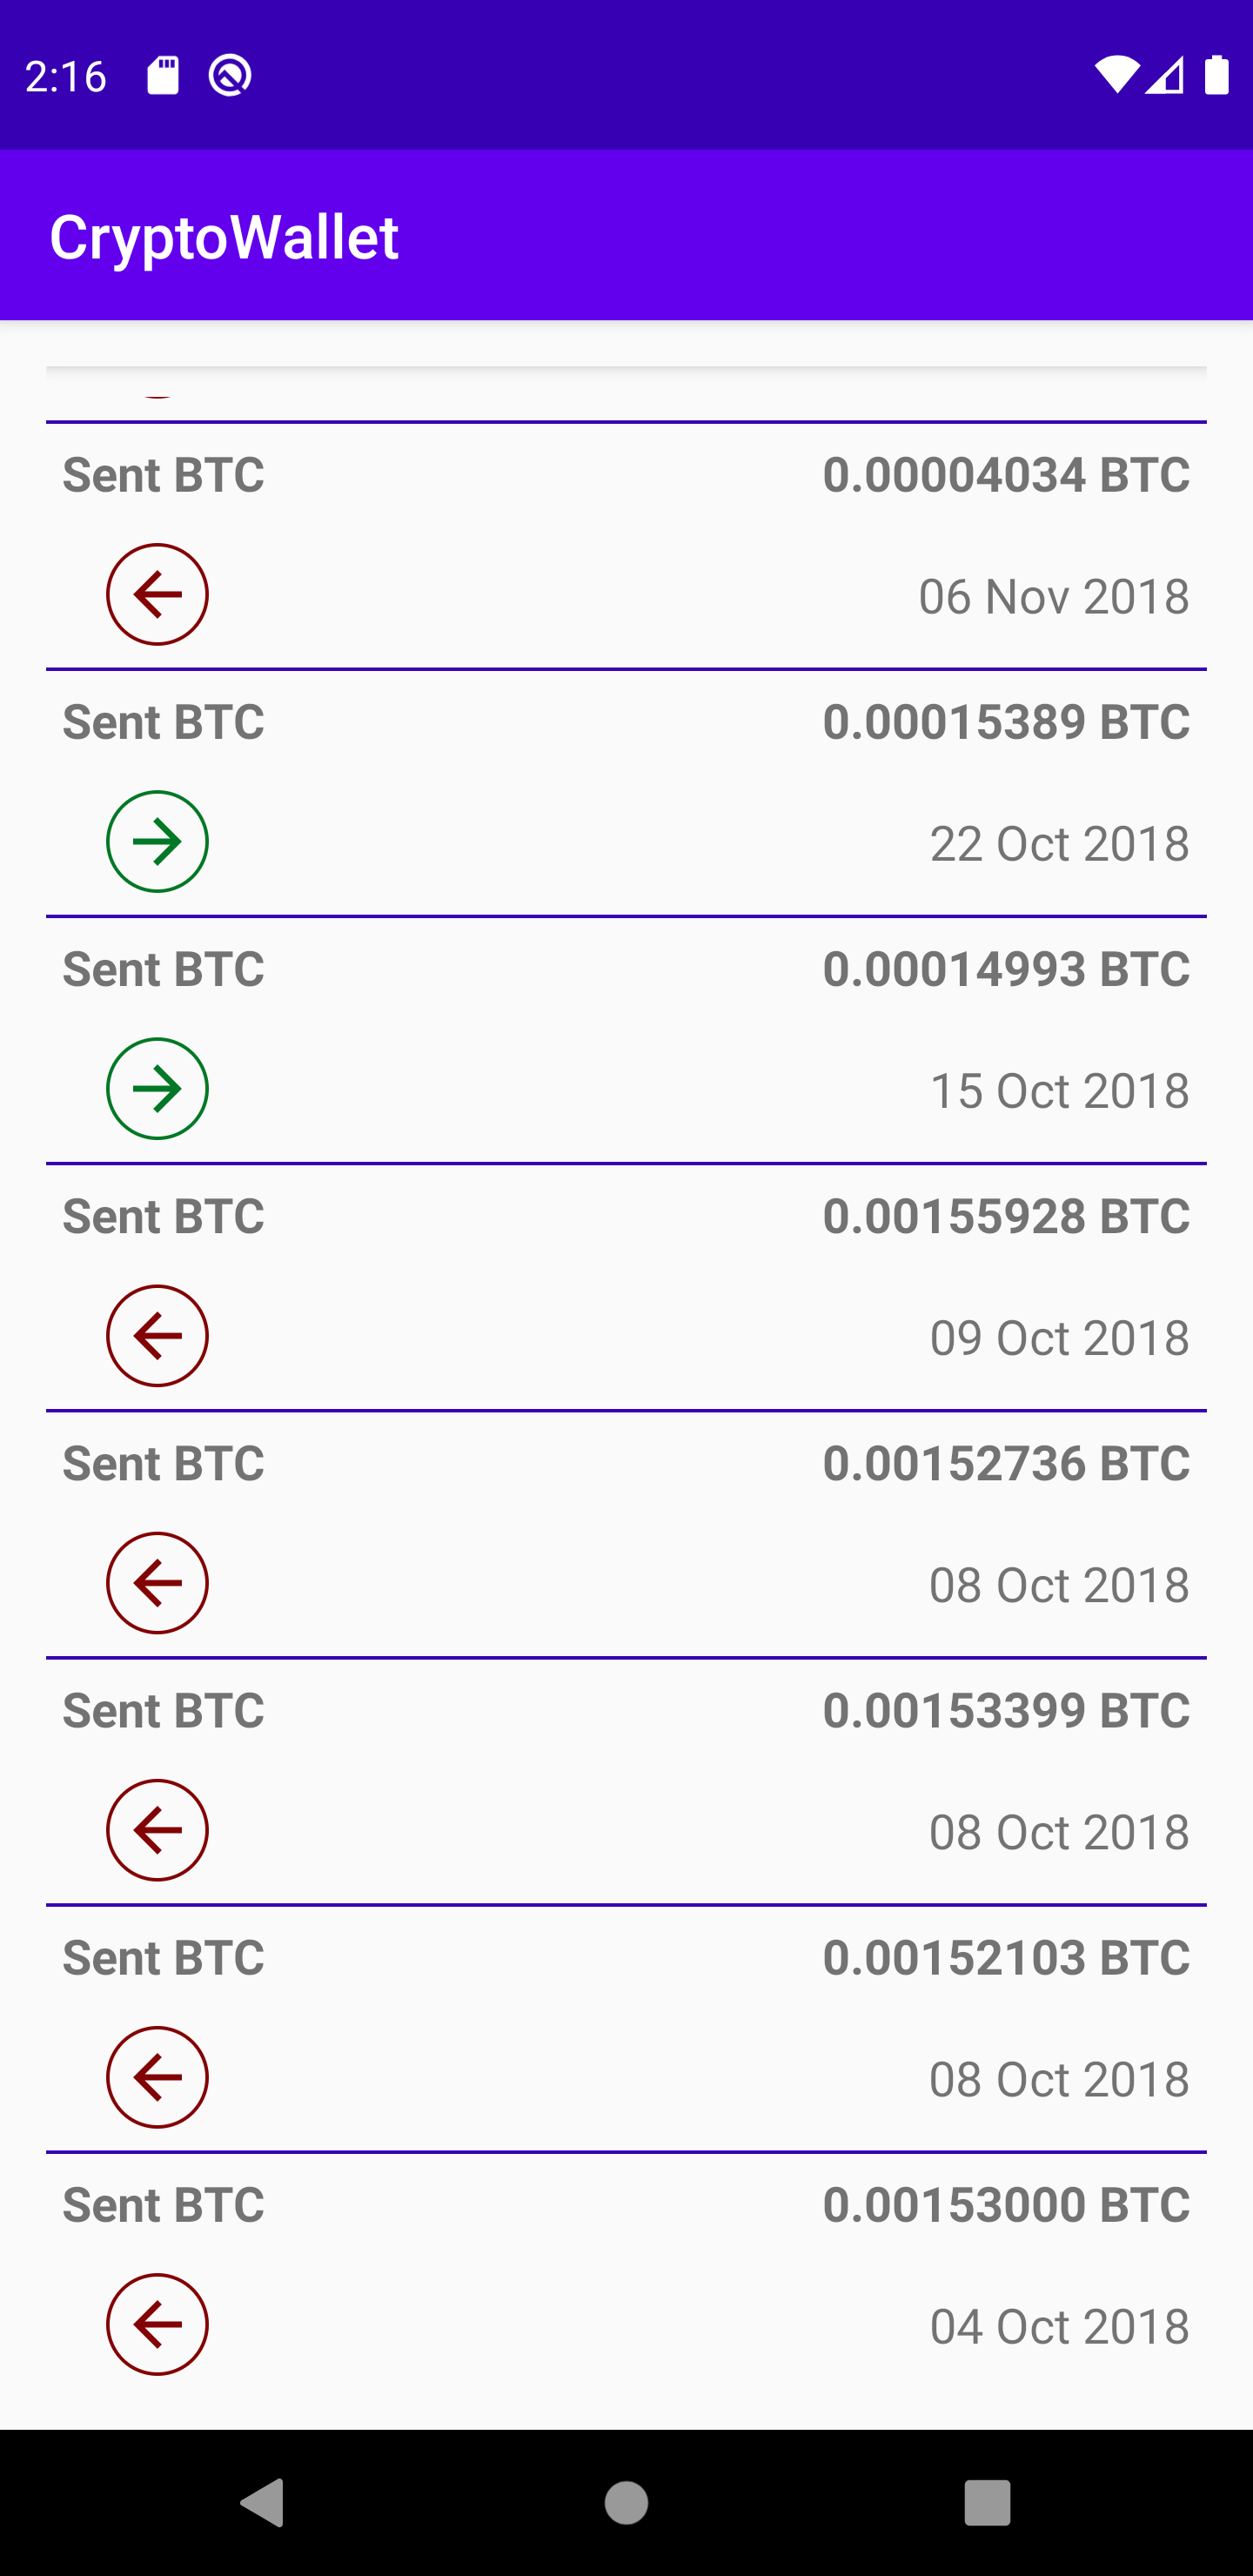 2:16
CryptoWallet
Sent BTC 0.00004034 BTC
06 Nov 2018
Sent BTC 0.00015389 BTC
22 Oct 2018
Sent BTC 0.00014993 BTC
15 Oct 2018
Sent BTC 0.00155928 BTC
09 Oct 2018
Sent BTC 0.00152736 BTC
08 Oct 2018
Sent BTC 0.00153399 BTC
08 Oct 2018
Sent BTC 0.00152103 BTC
08 Oct 2018
Sent BTC 0.00153000 BTC
04 Oct 2018